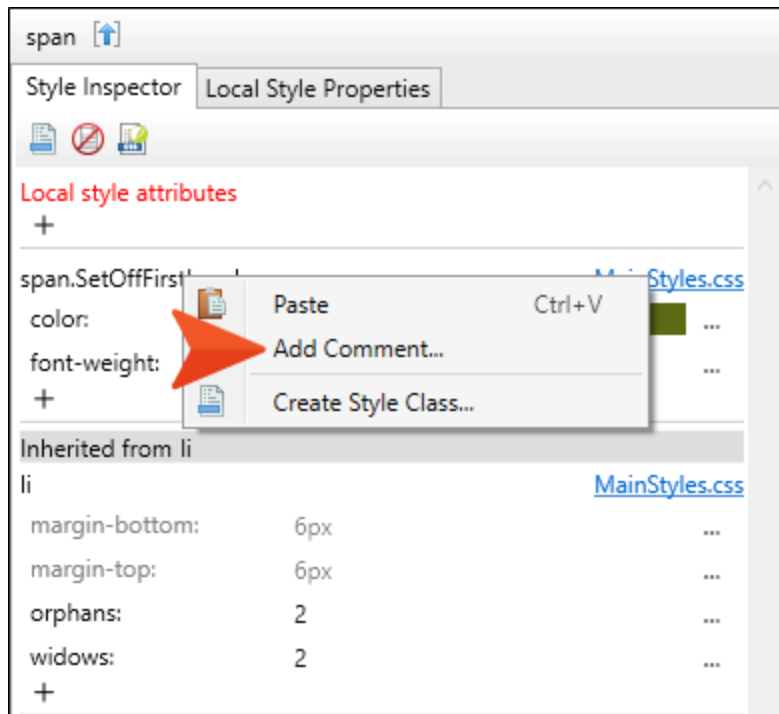 span
Style Inspector Local Style Properties
Local style attributes
+
span.SetOffFirst MainStyles.css
color: ...
font-weight: ...
+
Paste Ctrl+V
Add Comment...
Create Style Class...
Inherited from li
li MainStyles.css
margin-bottom: 6px ...
margin-top: 6px ...
orphans: 2 ...
widows: 2 ...
+